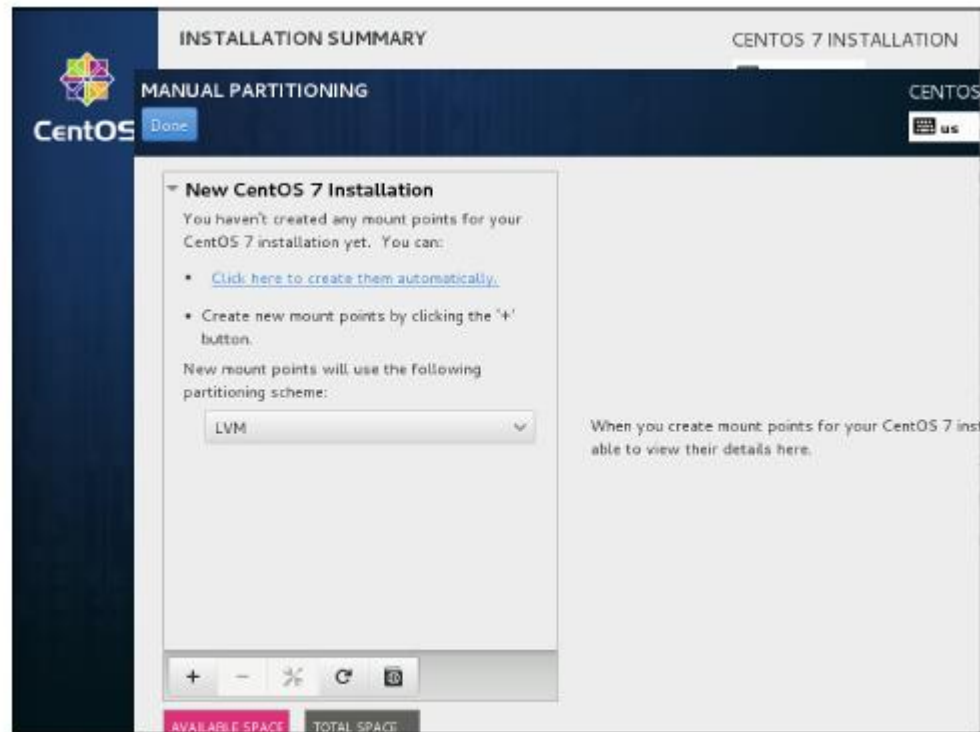 INSTALLATION SUMMARY
CENTOS 7 INSTALLATION
CentOS
MANUAL PARTITIONING
CENTOS
Done
us
New CentOS 7 Installation
You haven't created any mount points for your
CentOS 7 installation yet. You can:
• Click here to create them automatically.
• Create new mount points by clicking the '+'
button.
New mount points will use the following
partitioning scheme:
LVM
When you create mount points for your CentOS 7 inst
able to view their details here.
+ -
AVAILABLE SPACE
TOTAL SPACE